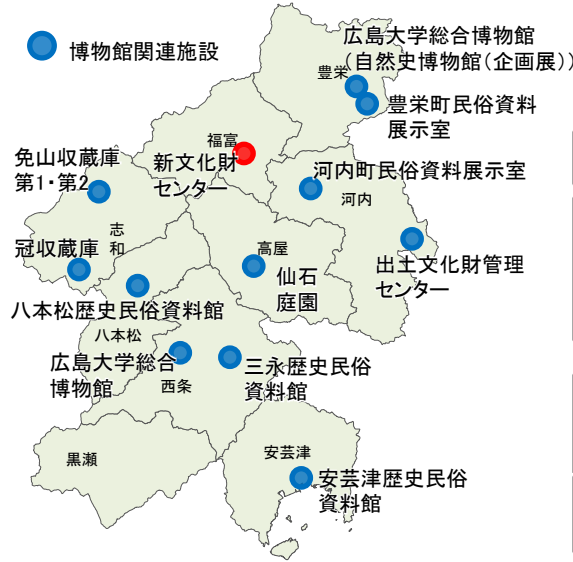 博物館関連施設
広島大学総合博物館
(自然史博物館(企画展))
豊栄
豊栄町民俗資料
展示室
福富
新文化財
センター
免山収蔵庫
第1・第2
河内町民俗資料展示室
河内
志
和
冠収蔵庫
高屋
仙石
庭園
出土文化財管理
センター
八本松歴史民俗資料館
八本松
広島大学総合
博物館
西条
三永歴史民俗
資料館
黒瀬
安芸津
安芸津歴史民俗
資料館